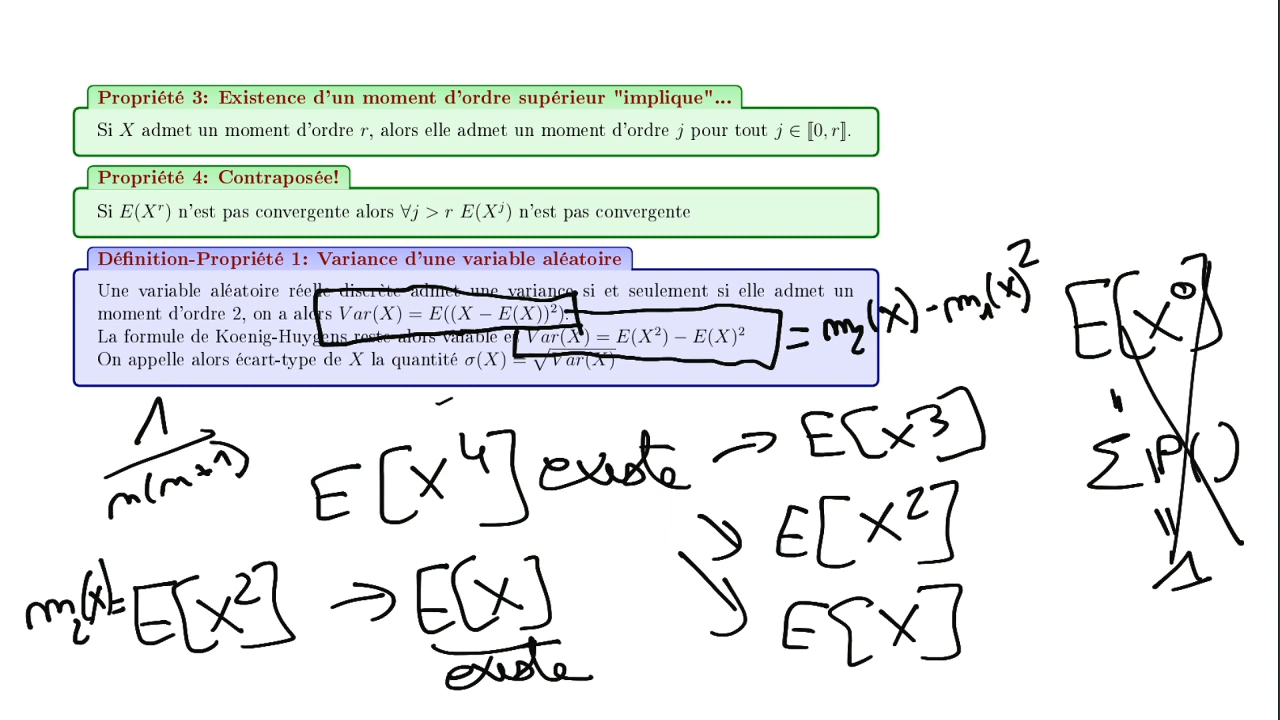 Propriété 3: Existence d'un moment d'ordre supérieur "implique"...
Si X admet un moment d'ordre r, alors elle admet un moment d'ordre j pour tout j ∈ ⟦0, r⟧.
Propriété 4: Contraposée!
Si E(X^r) n'est pas convergente alors ∀j > r E(X^j) n'est pas convergente
Définition-Propriété 1: Variance d'une variable aléatoire
Une variable aléatoire réelle discrète admet une variance si et seulement si elle admet un
moment d'ordre 2, on a alors Var(X) = E((X − E(X))²).
La formule de Koenig-Huygens reste alors valable et Var(X) = E(X²) − E(X)²
On appelle alors écart-type de X la quantité σ(X) = √Var(X)
= m₂(X) - m₁(X)²
E[X⁰]
"
Σ P( )
"
1
1/n(n+1)
E[X⁴] existe → E[X³]
E[X²]
E[X]
m₂(X) = E[X²] → E[X]
existe